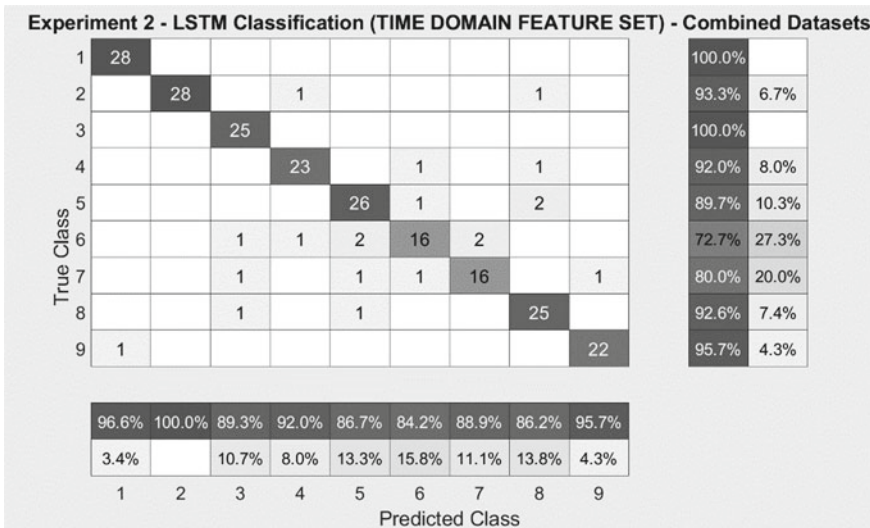 Experiment 2 - LSTM Classification (TIME DOMAIN FEATURE SET) - Combined Datasets
True Class
1 28 100.0%
2 28 1 1 93.3% 6.7%
3 25 100.0%
4 23 1 1 92.0% 8.0%
5 26 1 2 89.7% 10.3%
6 1 1 2 16 2 72.7% 27.3%
7 1 1 1 16 1 80.0% 20.0%
8 1 1 25 92.6% 7.4%
9 1 22 95.7% 4.3%
96.6% 100.0% 89.3% 92.0% 86.7% 84.2% 88.9% 86.2% 95.7%
3.4% 10.7% 8.0% 13.3% 15.8% 11.1% 13.8% 4.3%
1 2 3 4 5 6 7 8 9
Predicted Class